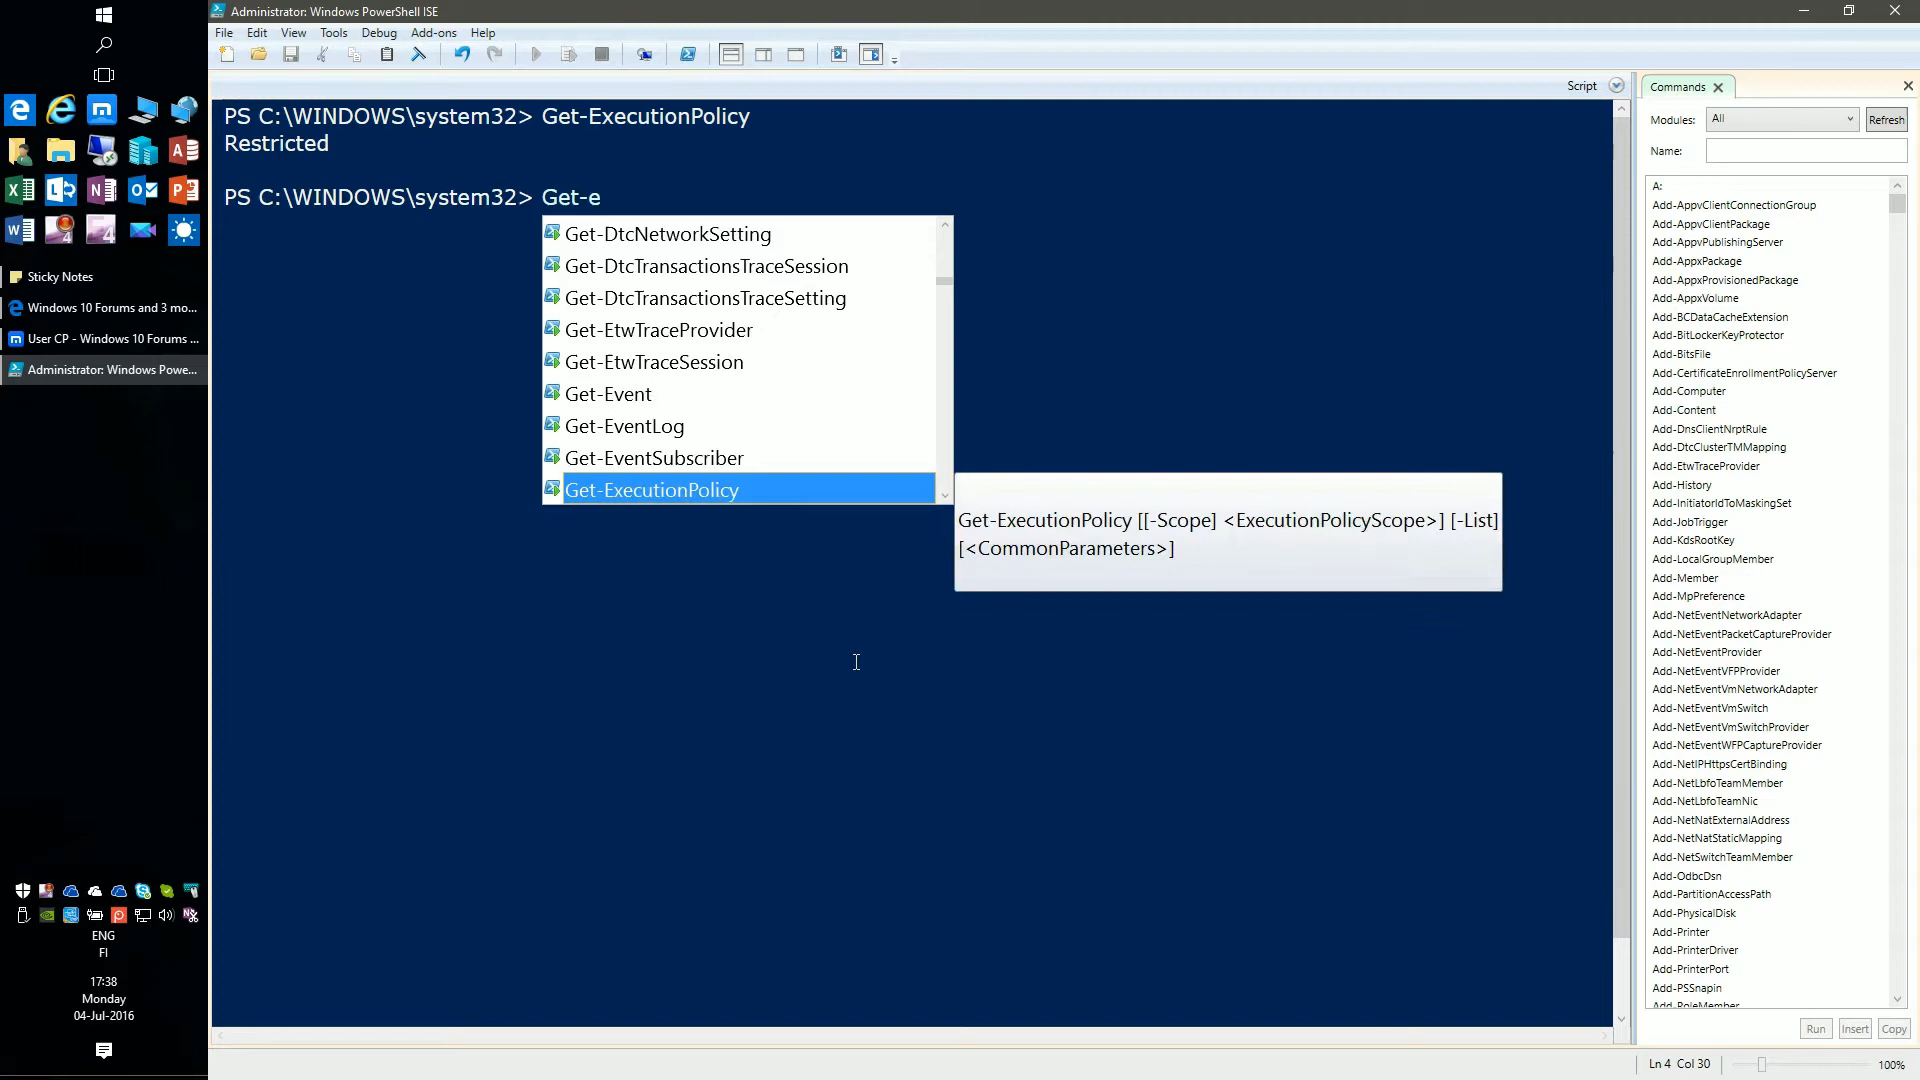 Administrator: Windows PowerShell ISE
File Edit View Tools Debug Add-ons Help
Script
PS C:\WINDOWS\system32> Get-ExecutionPolicy
Restricted
PS C:\WINDOWS\system32> Get-e
Get-DtcNetworkSetting
Get-DtcTransactionsTraceSession
Get-DtcTransactionsTraceSetting
Get-EtwTraceProvider
Get-EtwTraceSession
Get-Event
Get-EventLog
Get-EventSubscriber
Get-ExecutionPolicy
Get-ExecutionPolicy [[-Scope] <ExecutionPolicyScope>] [-List]
[<CommonParameters>]
Sticky Notes
Windows 10 Forums and 3 mo...
User CP - Windows 10 Forums ...
Administrator: Windows Powe...
ENG
FI
17:38
Monday
04-Jul-2016
Commands
Modules: All Refresh
Name:
A:
Add-AppvClientConnectionGroup
Add-AppvClientPackage
Add-AppvPublishingServer
Add-AppxPackage
Add-AppxProvisionedPackage
Add-AppxVolume
Add-BCDataCacheExtension
Add-BitLockerKeyProtector
Add-BitsFile
Add-CertificateEnrollmentPolicyServer
Add-Computer
Add-Content
Add-DnsClientNrptRule
Add-DtcClusterTMMapping
Add-EtwTraceProvider
Add-History
Add-InitiatorIdToMaskingSet
Add-JobTrigger
Add-KdsRootKey
Add-LocalGroupMember
Add-Member
Add-MpPreference
Add-NetEventNetworkAdapter
Add-NetEventPacketCaptureProvider
Add-NetEventProvider
Add-NetEventVFPProvider
Add-NetEventVmNetworkAdapter
Add-NetEventVmSwitch
Add-NetEventVmSwitchProvider
Add-NetEventWFPCaptureProvider
Add-NetIPHttpsCertBinding
Add-NetLbfoTeamMember
Add-NetLbfoTeamNic
Add-NetNatExternalAddress
Add-NetNatStaticMapping
Add-NetSwitchTeamMember
Add-OdbcDsn
Add-PartitionAccessPath
Add-PhysicalDisk
Add-Printer
Add-PrinterDriver
Add-PrinterPort
Add-PSSnapin
Add-RoleMember
Run Insert Copy
Ln 4 Col 30
100%